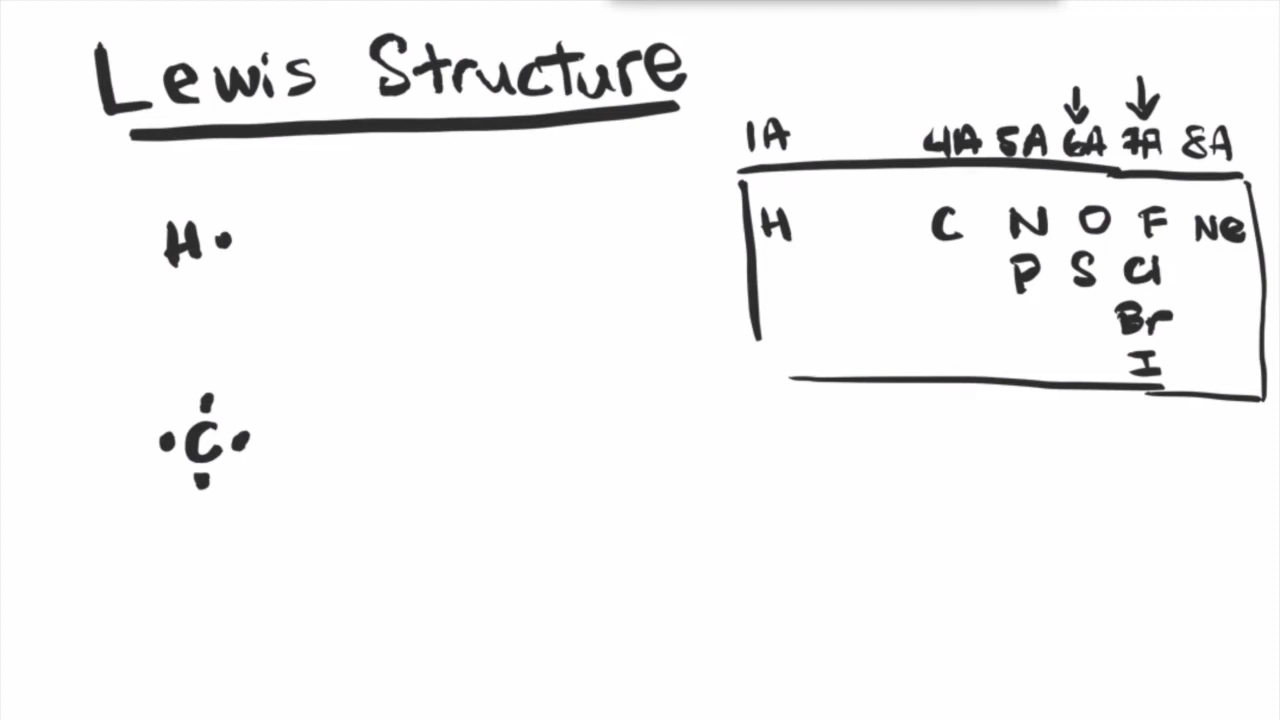 Lewis Structure
1A 4A 5A 6A 7A 8A
H C N O F Ne
P S Cl
Br
I
H
C